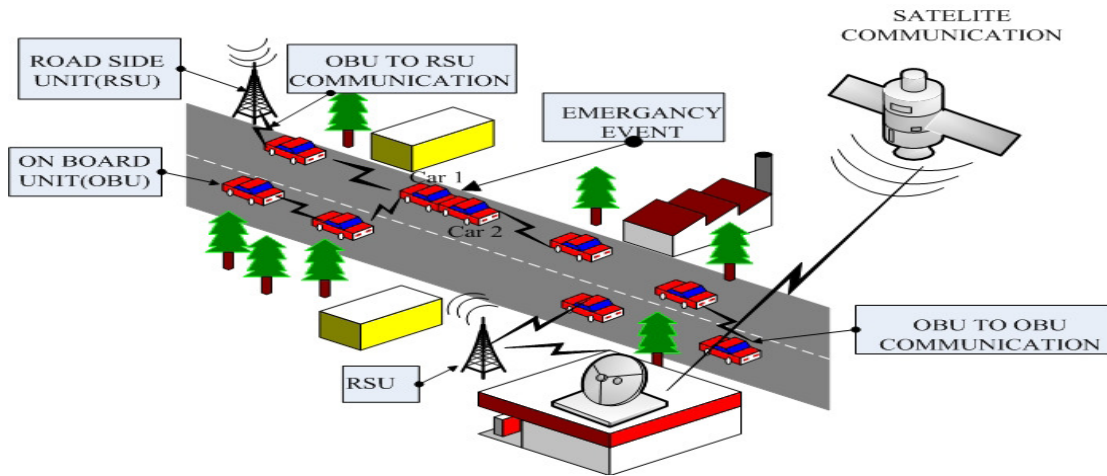 SATELITE
COMMUNICATION
ROAD SIDE
UNIT(RSU)
OBU TO RSU
COMMUNICATION
EMERGANCY
EVENT
ON BOARD
UNIT(OBU)
Car 1
Car 2
OBU TO OBU
COMMUNICATION
RSU